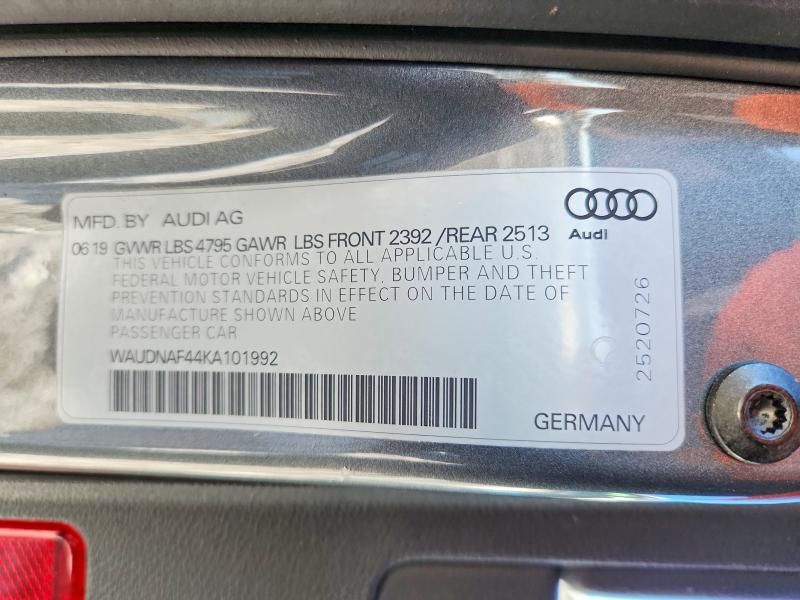 MFD. BY AUDI AG
Audi
06 19 GVWR LBS 4795 GAWR LBS FRONT 2392 /REAR 2513
THIS VEHICLE CONFORMS TO ALL APPLICABLE U.S.
FEDERAL MOTOR VEHICLE SAFETY, BUMPER AND THEFT
PREVENTION STANDARDS IN EFFECT ON THE DATE OF
MANUFACTURE SHOWN ABOVE
PASSENGER CAR
WAUDNAF44KA101992
2520726
GERMANY